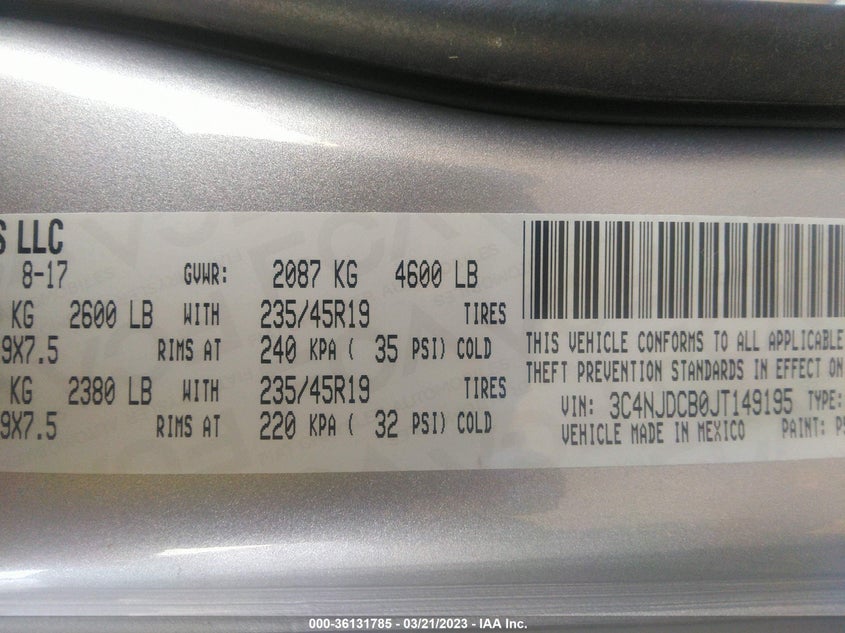 S LLC
8-17 GVWR: 2087 KG 4600 LB
KG 2600 LB WITH 235/45R19 TIRES
9X7.5 RIMS AT 240 KPA ( 35 PSI) COLD
KG 2380 LB WITH 235/45R19 TIRES
9X7.5 RIMS AT 220 KPA ( 32 PSI) COLD
THIS VEHICLE CONFORMS TO ALL APPLICABLE
THEFT PREVENTION STANDARDS IN EFFECT ON
VIN: 3C4NJDCB0JT149195 TYPE:
VEHICLE MADE IN MEXICO PAINT:
000-36131785 - 03/21/2023 - IAA Inc.